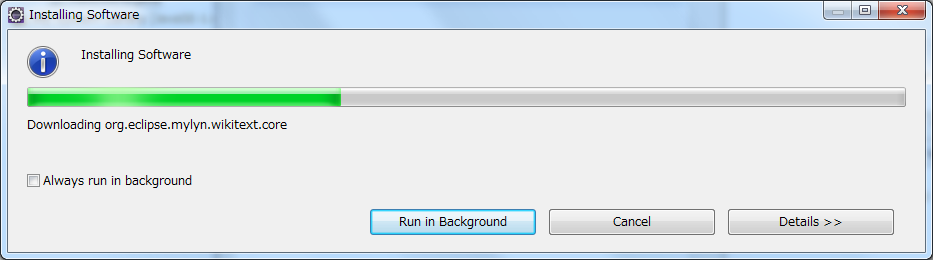 Installing Software
Installing Software
Downloading org.eclipse.mylyn.wikitext.core
Always run in background
Run in Background
Cancel
Details >>